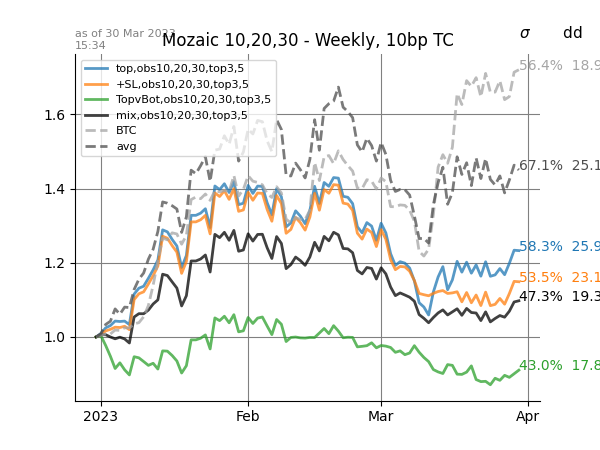 as of 30 Mar 2023
15:34
Mozaic 10,20,30 - Weekly, 10bp TC
σ dd
top,obs10,20,30,top3,5
+SL,obs10,20,30,top3,5
TopvBot,obs10,20,30,top3,5
mix,obs10,20,30,top3,5
BTC
avg
56.4% 18.9
67.1% 25.1
58.3% 25.9
53.5% 23.1
47.3% 19.3
43.0% 17.8
1.6
1.4
1.2
1.0
2023 Feb Mar Apr